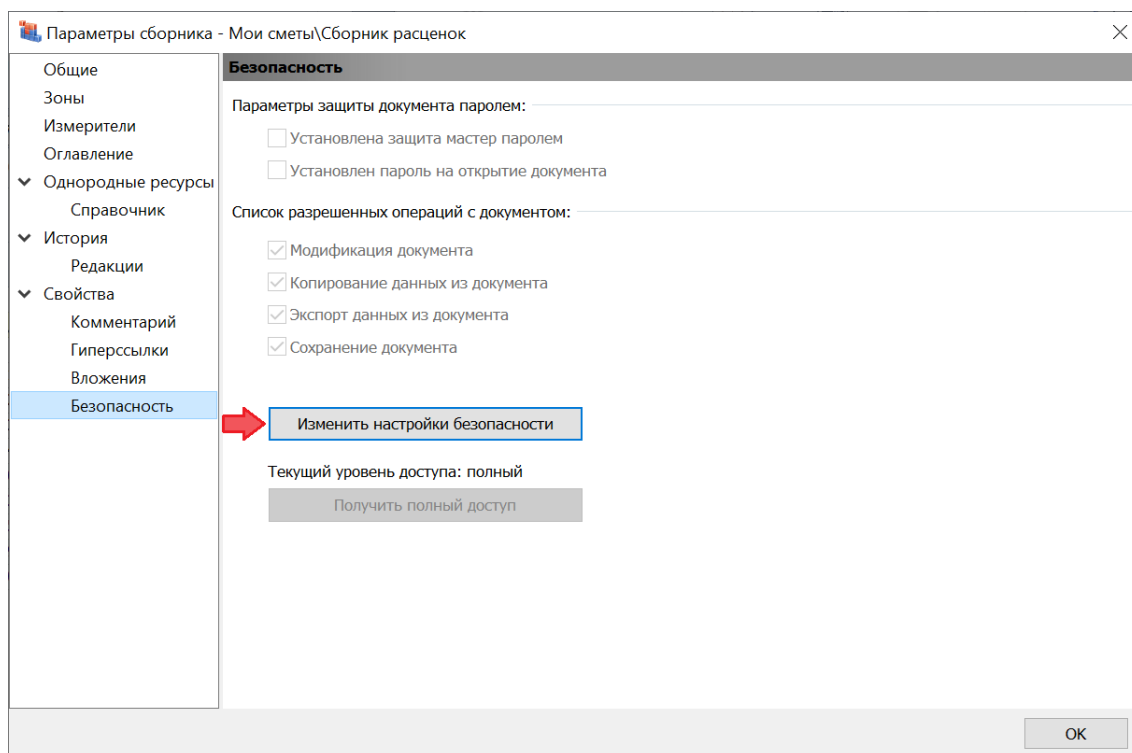 Параметры сборника - Мои сметы\Сборник расценок
Общие
Зоны
Измерители
Оглавление
Однородные ресурсы
Справочник
История
Редакции
Свойства
Комментарий
Гиперссылки
Вложения
Безопасность
Безопасность
Параметры защиты документа паролем:
Установлена защита мастер паролем
Установлен пароль на открытие документа
Список разрешенных операций с документом:
Модификация документа
Копирование данных из документа
Экспорт данных из документа
Сохранение документа
Изменить настройки безопасности
Текущий уровень доступа: полный
Получить полный доступ
ОК